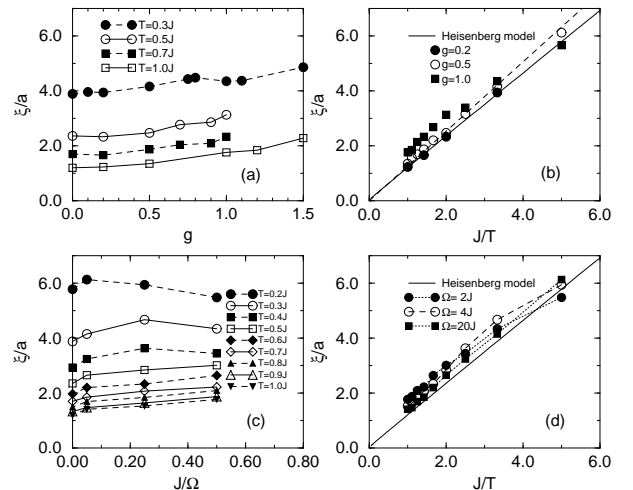 6.0
4.0
2.0
0.0
ξ/a
T=0.3J
T=0.5J
T=0.7J
T=1.0J
(a)
0.0 0.5 1.0 1.5
g
6.0
4.0
2.0
0.0
ξ/a
Heisenberg model
g=0.2
g=0.5
g=1.0
(b)
0.0 2.0 4.0 6.0
J/T
6.0
4.0
2.0
0.0
ξ/a
T=0.2J
T=0.3J
T=0.4J
T=0.5J
T=0.6J
T=0.7J
T=0.8J
T=0.9J
T=1.0J
(c)
0.00 0.20 0.40 0.60 0.80
J/Ω
6.0
4.0
2.0
0.0
ξ/a
Heisenberg model
Ω= 2J
Ω= 4J
Ω=20J
(d)
0.0 2.0 4.0 6.0
J/T